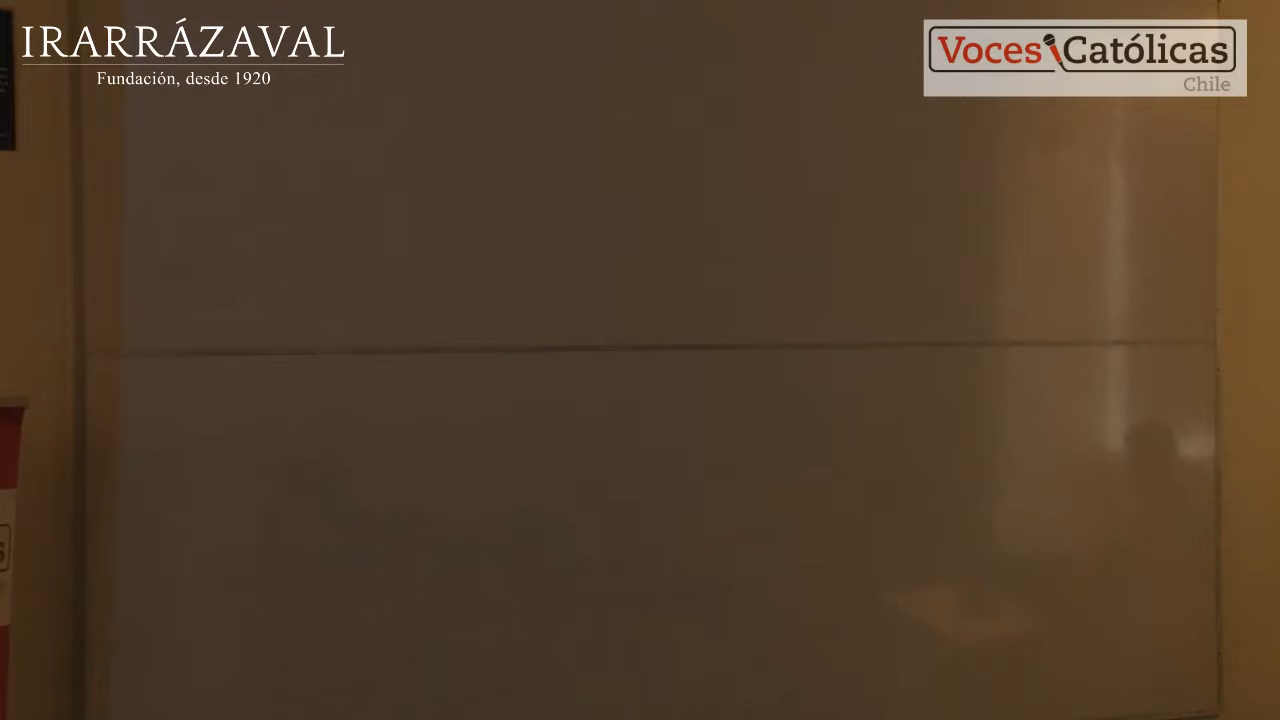 IRARRÁZAVAL
Fundación, desde 1920
Voces Católicas
Chile